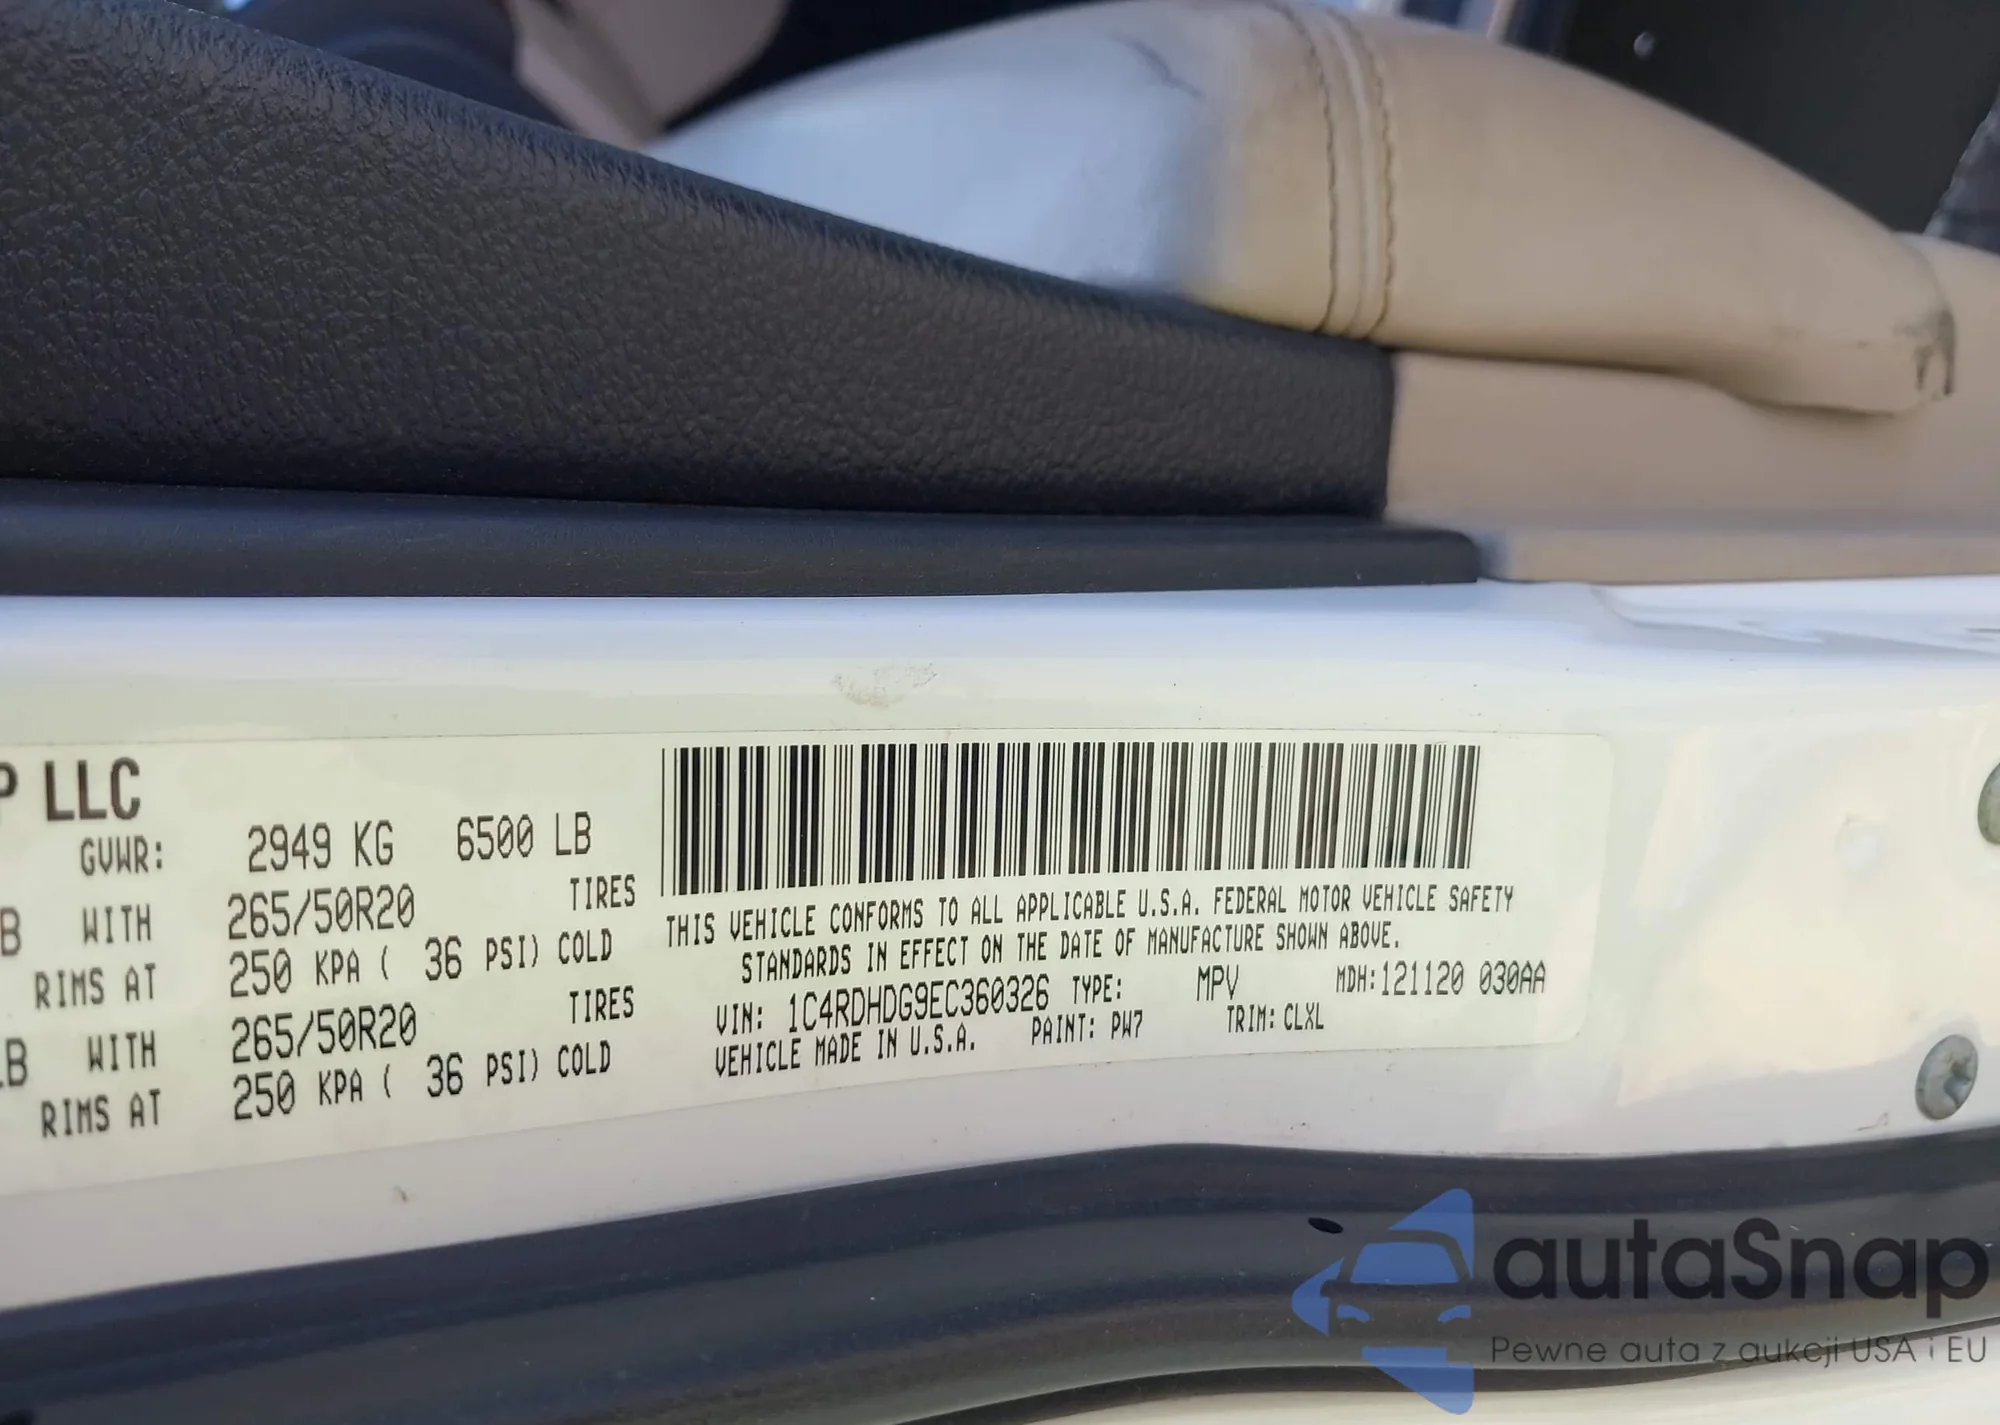 P LLC
GVWR: 2949 KG 6500 LB
B WITH 265/50R20 TIRES
RIMS AT 250 KPA ( 36 PSI) COLD
LB WITH 265/50R20 TIRES
RIMS AT 250 KPA ( 36 PSI) COLD
THIS VEHICLE CONFORMS TO ALL APPLICABLE U.S.A. FEDERAL MOTOR VEHICLE SAFETY
STANDARDS IN EFFECT ON THE DATE OF MANUFACTURE SHOWN ABOVE.
VIN: 1C4RDHDG9EC360326 TYPE: MPV MDH:121120 030AA
VEHICLE MADE IN U.S.A. PAINT: PW7 TRIM: CLXL
autaSnap
Pewne auta z aukcji USA i EU